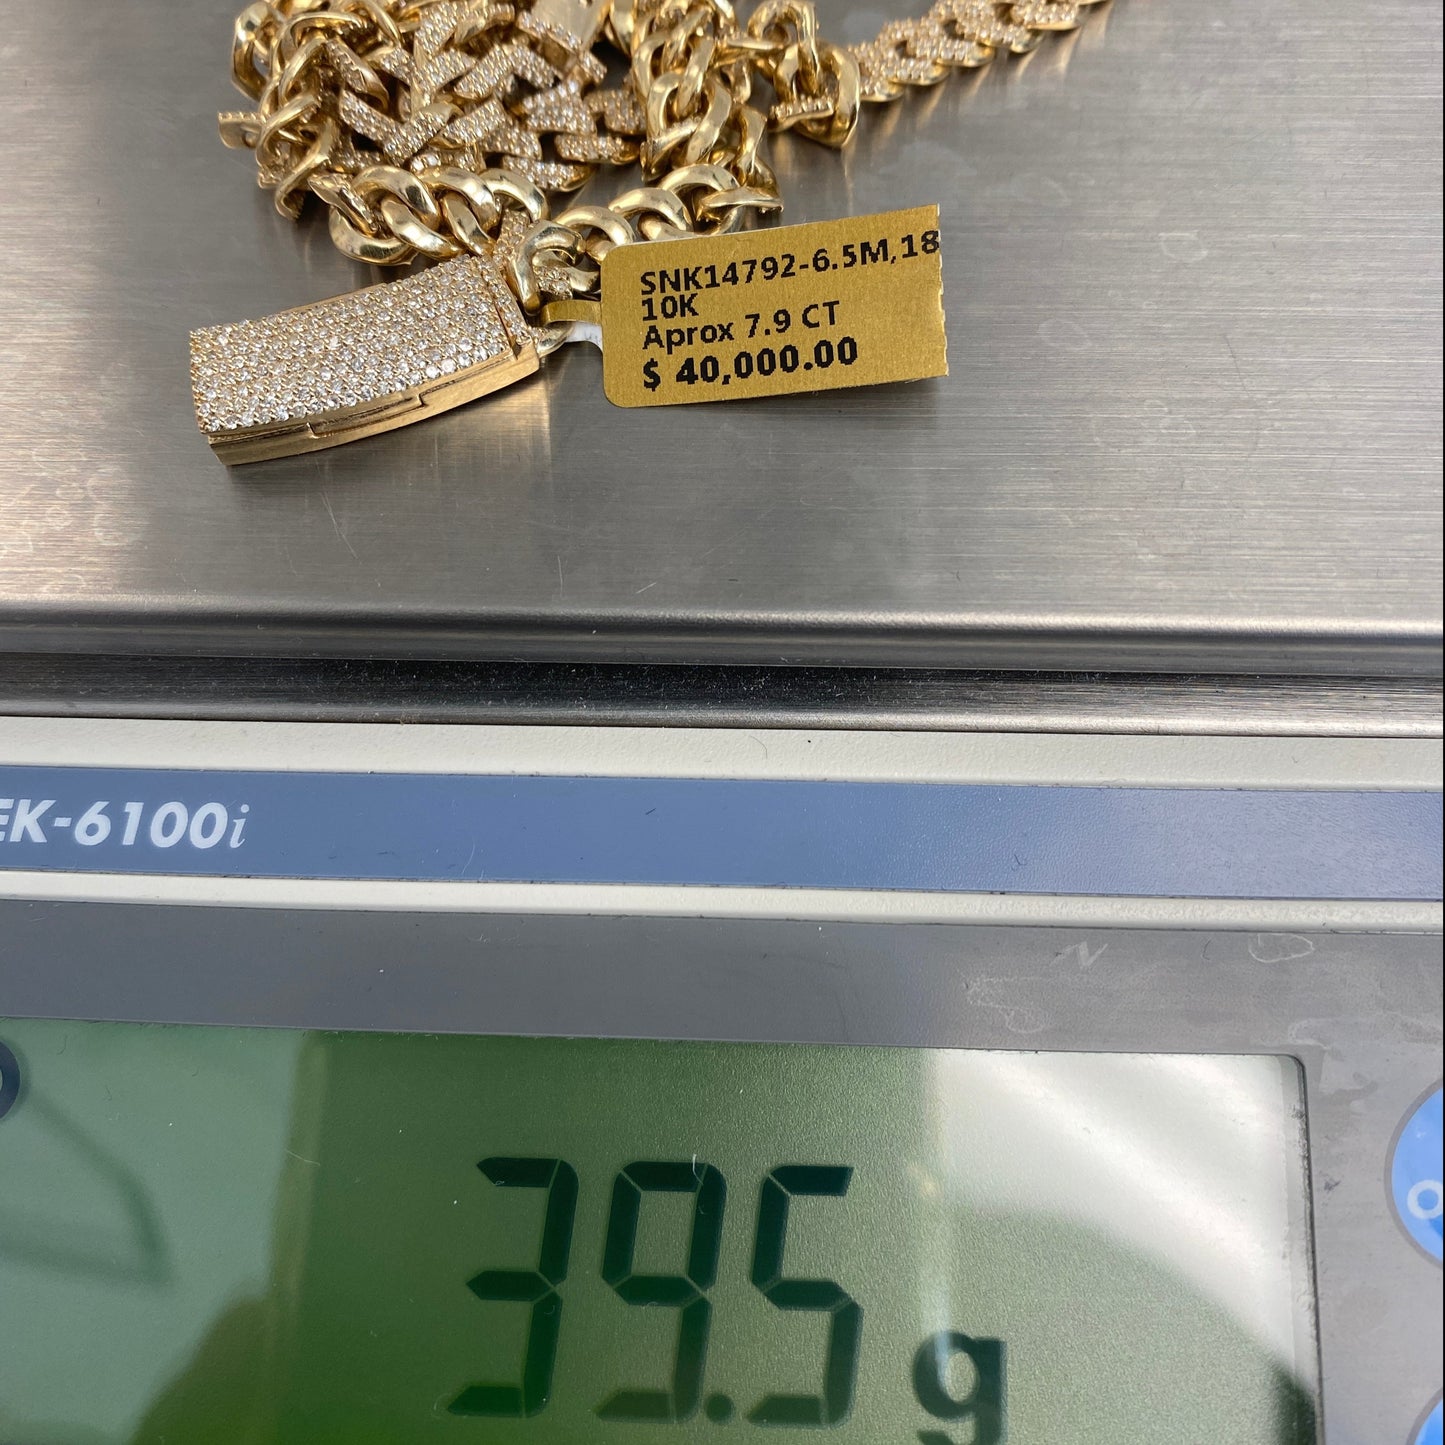 SNK14792-6.5M,18
10K
Aprox 7.9 CT
$ 40,000.00
EK-6100i
39.5 g